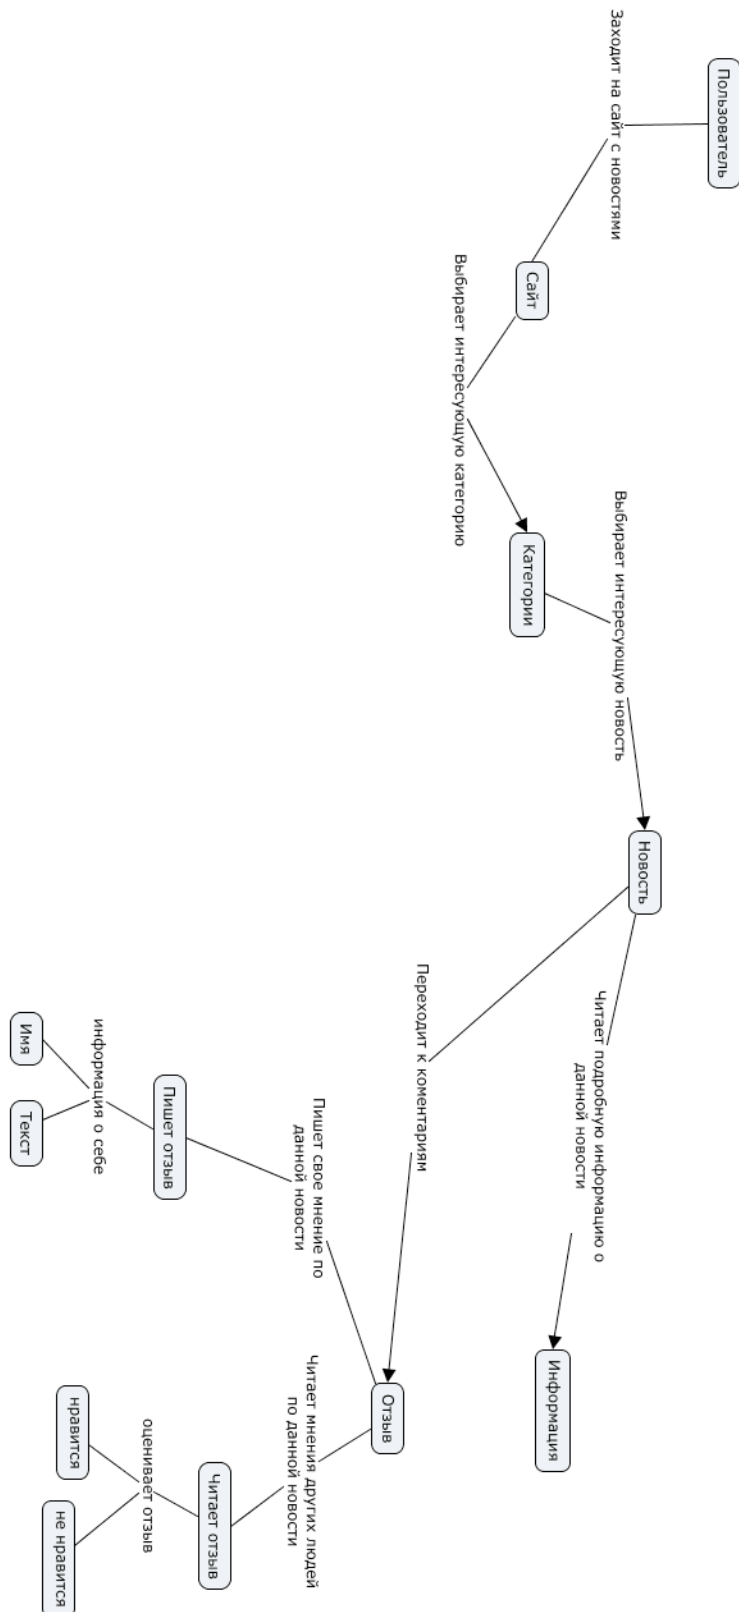 Пользователь
Заходит на сайт с новостями
Сайт
Выбирает интересующую категорию
Категории
Выбирает интересующую новость
Новость
Читает подробную информацию о
данной новости
Информация
Переходит к коментариям
Отзыв
Пишет свое мнение по
данной новости
Пишет отзыв
информация о себе
Имя
Текст
Читает мнения других людей
по данной новости
Читает отзыв
оценивает отзыв
нравится
не нравится